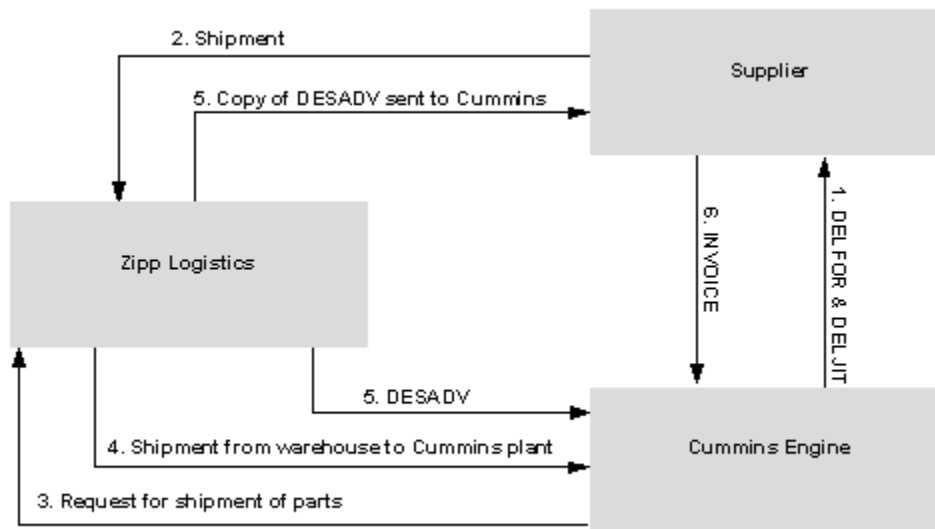 2. Shipment
Supplier
5. Copy of DESADV sent to Cummins
Zipp Logistics
6. INVOICE
1. DELFOR & DELJIT
5. DESADV
4. Shipment from warehouse to Cummins plant
Cummins Engine
3. Request for shipment of parts